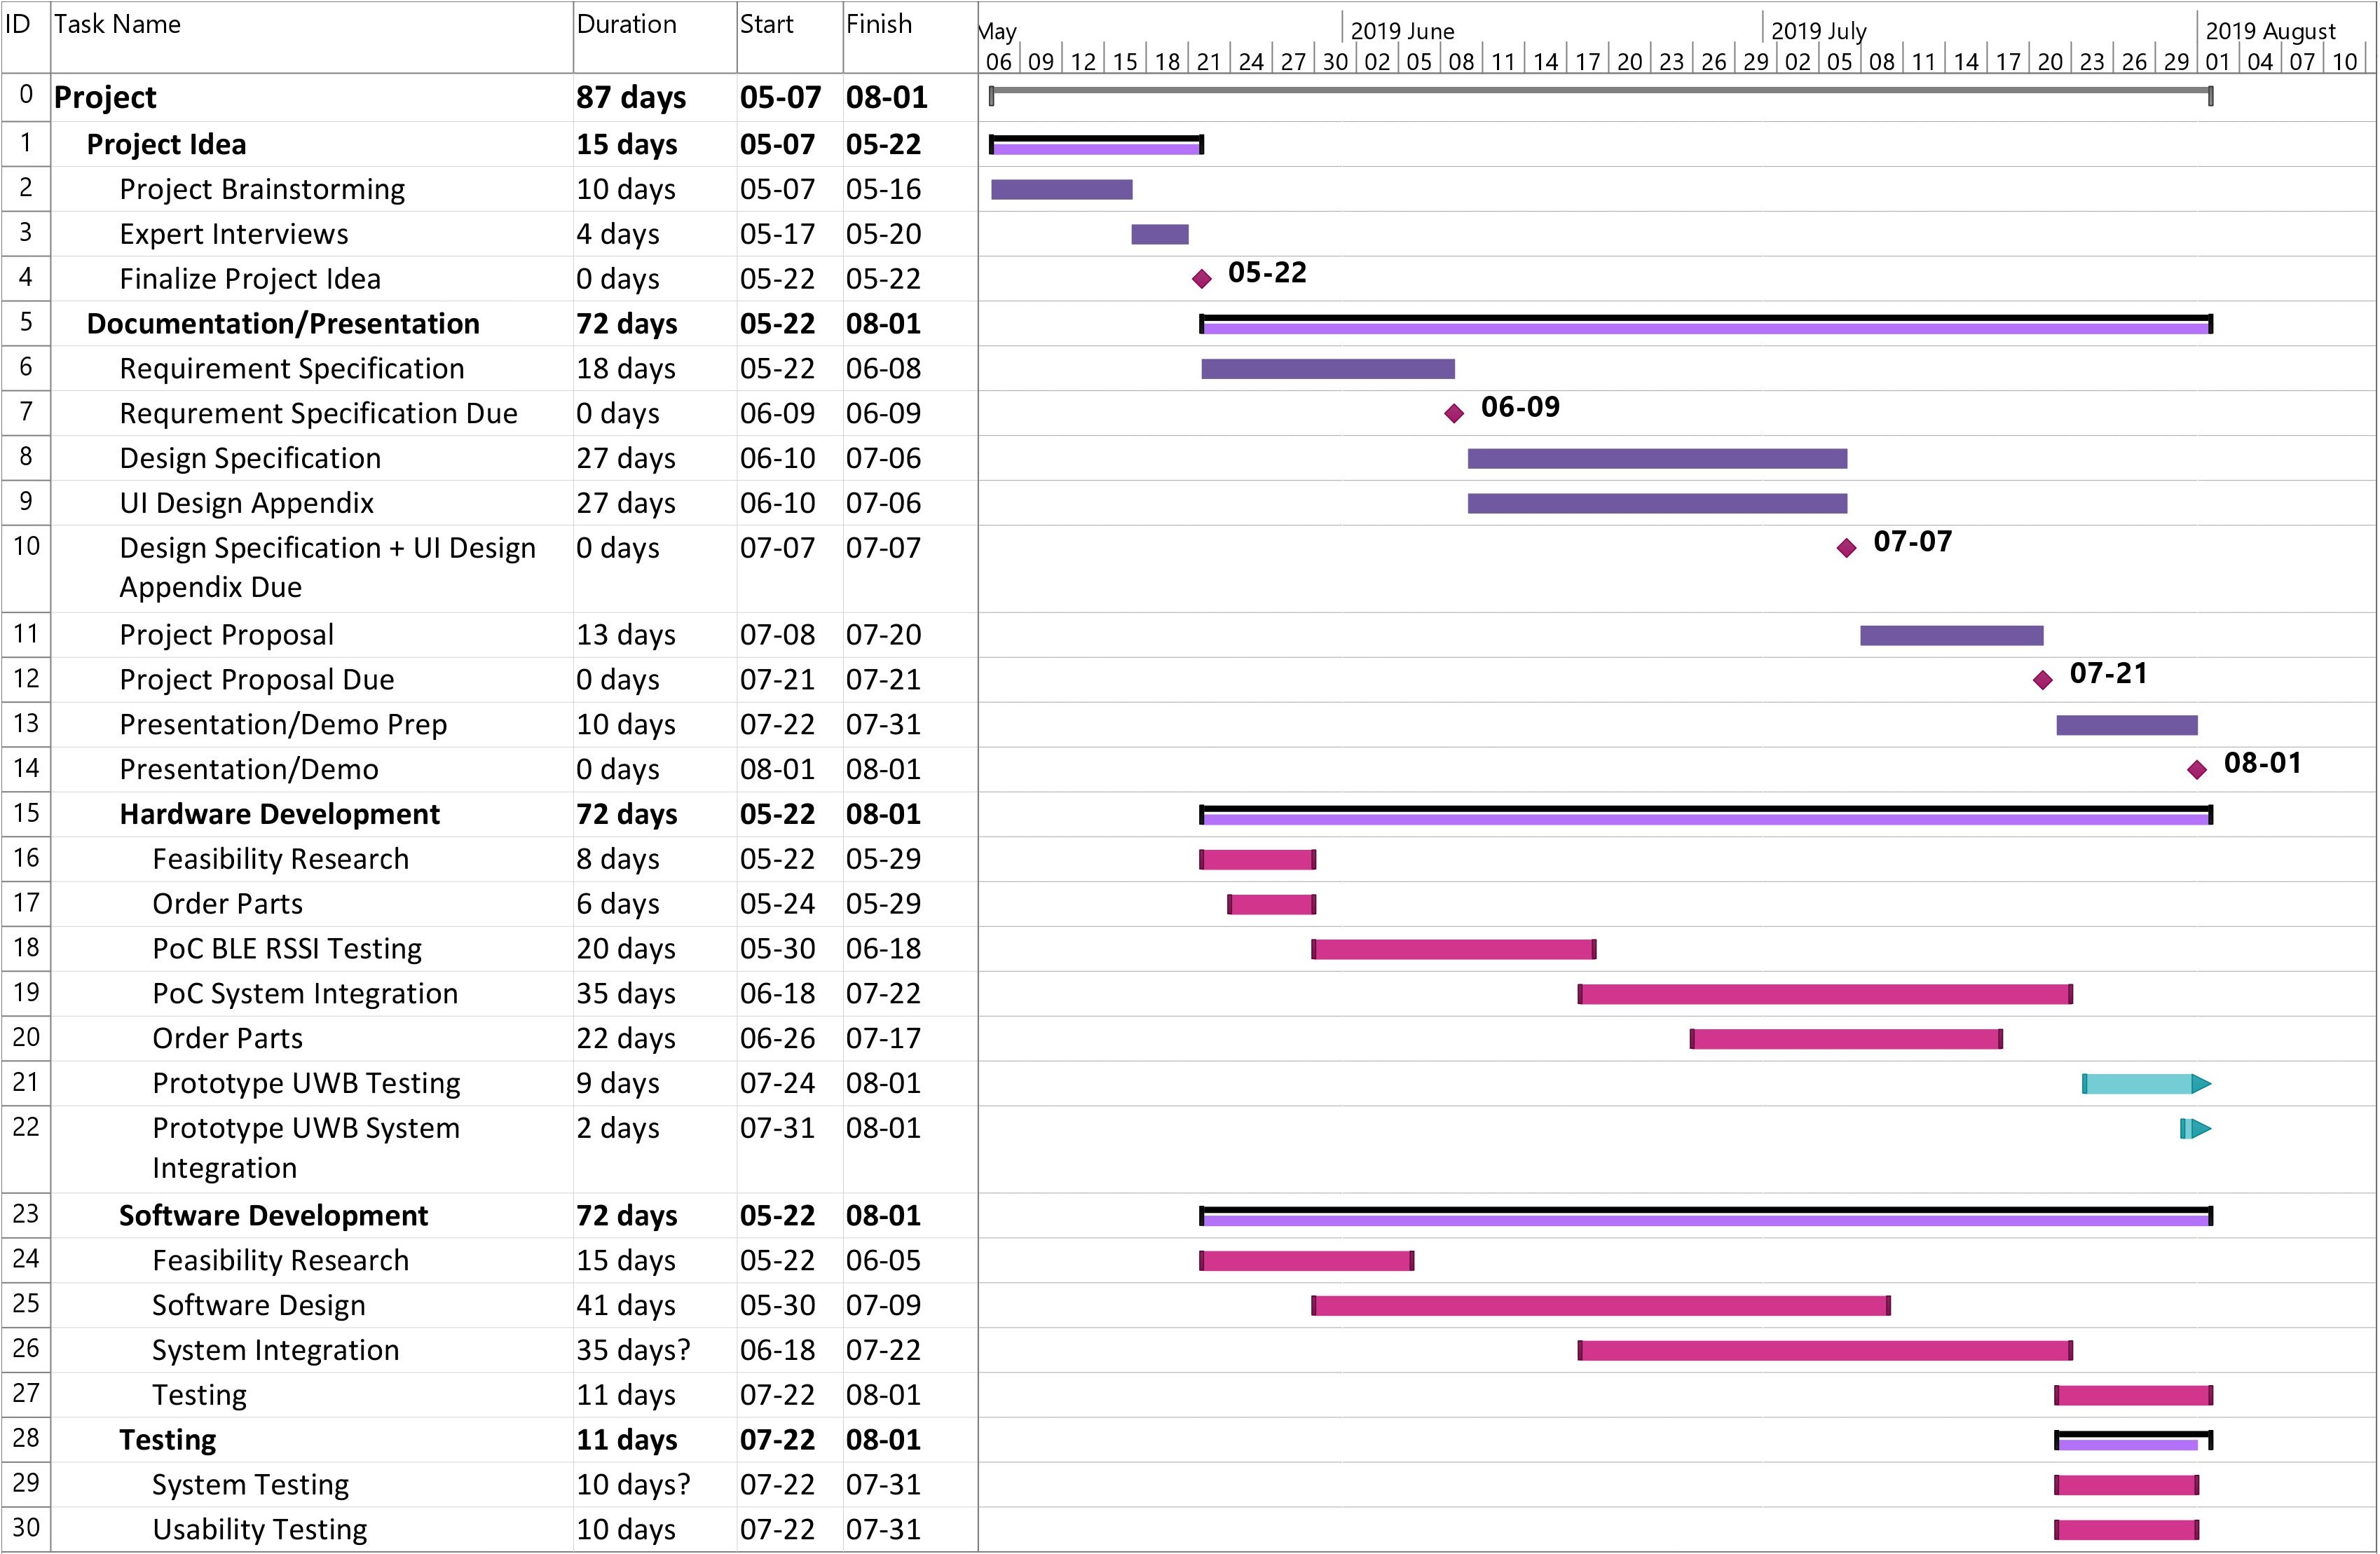 ID Task Name Duration Start Finish May 2019 June 2019 July 2019 August
06 09 12 15 18 21 24 27 30 02 05 08 11 14 17 20 23 26 29 02 05 08 11 14 17 20 23 26 29 01 04 07 10
0 Project 87 days 05-07 08-01
1 Project Idea 15 days 05-07 05-22
2 Project Brainstorming 10 days 05-07 05-16
3 Expert Interviews 4 days 05-17 05-20
4 Finalize Project Idea 0 days 05-22 05-22 05-22
5 Documentation/Presentation 72 days 05-22 08-01
6 Requirement Specification 18 days 05-22 06-08
7 Requrement Specification Due 0 days 06-09 06-09 06-09
8 Design Specification 27 days 06-10 07-06
9 UI Design Appendix 27 days 06-10 07-06
10 Design Specification + UI Design 0 days 07-07 07-07 07-07
Appendix Due
11 Project Proposal 13 days 07-08 07-20
12 Project Proposal Due 0 days 07-21 07-21 07-21
13 Presentation/Demo Prep 10 days 07-22 07-31
14 Presentation/Demo 0 days 08-01 08-01 08-01
15 Hardware Development 72 days 05-22 08-01
16 Feasibility Research 8 days 05-22 05-29
17 Order Parts 6 days 05-24 05-29
18 PoC BLE RSSI Testing 20 days 05-30 06-18
19 PoC System Integration 35 days 06-18 07-22
20 Order Parts 22 days 06-26 07-17
21 Prototype UWB Testing 9 days 07-24 08-01
22 Prototype UWB System 2 days 07-31 08-01
Integration
23 Software Development 72 days 05-22 08-01
24 Feasibility Research 15 days 05-22 06-05
25 Software Design 41 days 05-30 07-09
26 System Integration 35 days? 06-18 07-22
27 Testing 11 days 07-22 08-01
28 Testing 11 days 07-22 08-01
29 System Testing 10 days? 07-22 07-31
30 Usability Testing 10 days 07-22 07-31